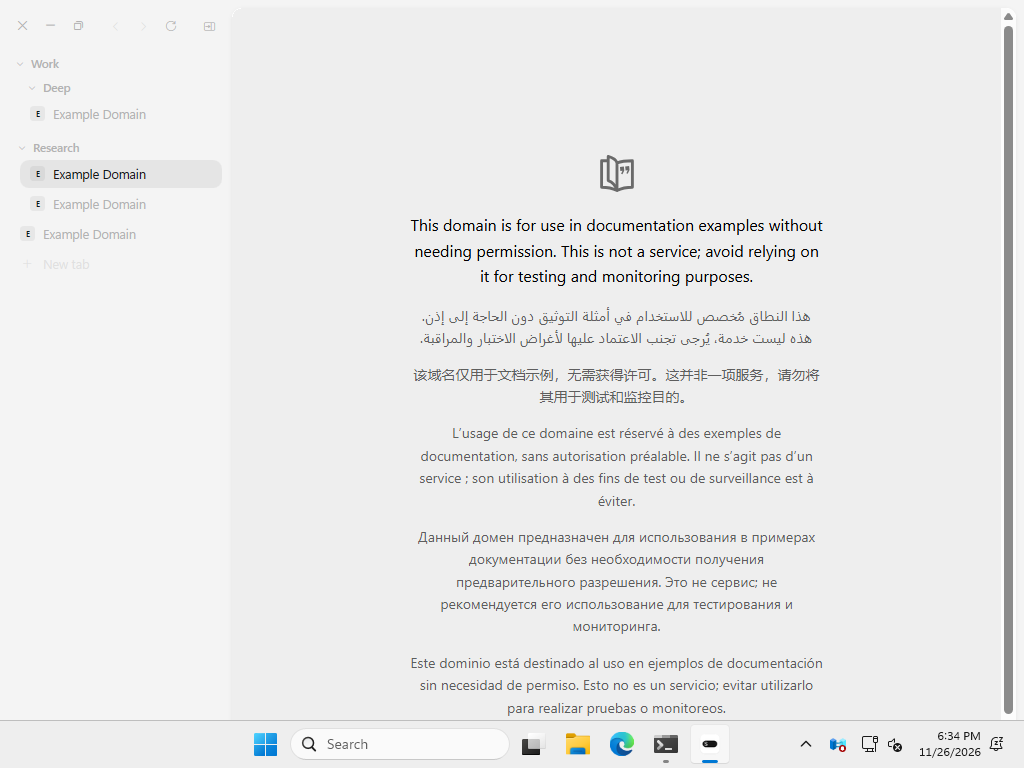 Work
Deep
E Example Domain
Research
E Example Domain
E Example Domain
E Example Domain
+ New tab
This domain is for use in documentation examples without
needing permission. This is not a service; avoid relying on
it for testing and monitoring purposes.
هذا النطاق مُخصص للاستخدام في أمثلة التوثيق دون الحاجة إلى إذن.
هذه ليست خدمة، يُرجى تجنب الاعتماد عليها لأغراض الاختبار والمراقبة.
该域名仅用于文档示例，无需获得许可。这并非一项服务，请勿将
其用于测试和监控目的。
L’usage de ce domaine est réservé à des exemples de
documentation, sans autorisation préalable. Il ne s’agit pas d’un
service ; son utilisation à des fins de test ou de surveillance est à
éviter.
Данный домен предназначен для использования в примерах
документации без необходимости получения
предварительного разрешения. Это не сервис; не
рекомендуется его использование для тестирования и
мониторинга.
Este dominio está destinado al uso en ejemplos de documentación
sin necesidad de permiso. Esto no es un servicio; evitar utilizarlo
para realizar pruebas o monitoreos.
Search
6:34 PM
11/26/2026